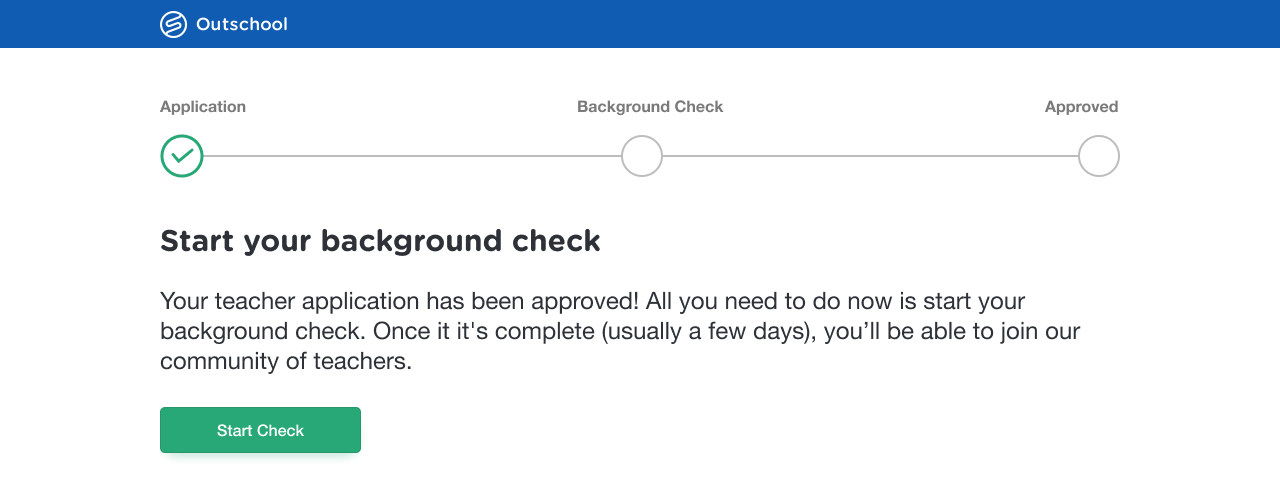 Outschool
Application
Background Check
Approved
Start your background check
Your teacher application has been approved! All you need to do now is start your
background check. Once it it's complete (usually a few days), you’ll be able to join our
community of teachers.
Start Check